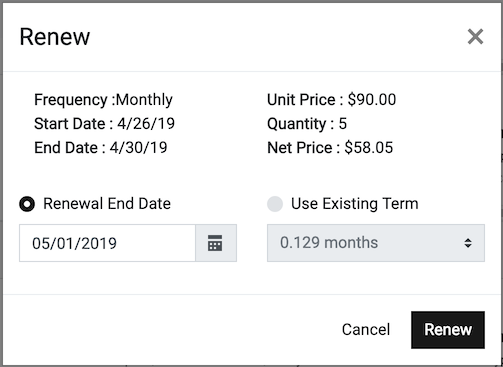 Renew
Frequency :Monthly
Unit Price : $90.00
Start Date : 4/26/19
Quantity : 5
End Date : 4/30/19
Net Price : $58.05
Renewal End Date
Use Existing Term
05/01/2019
0.129 months
Cancel
Renew